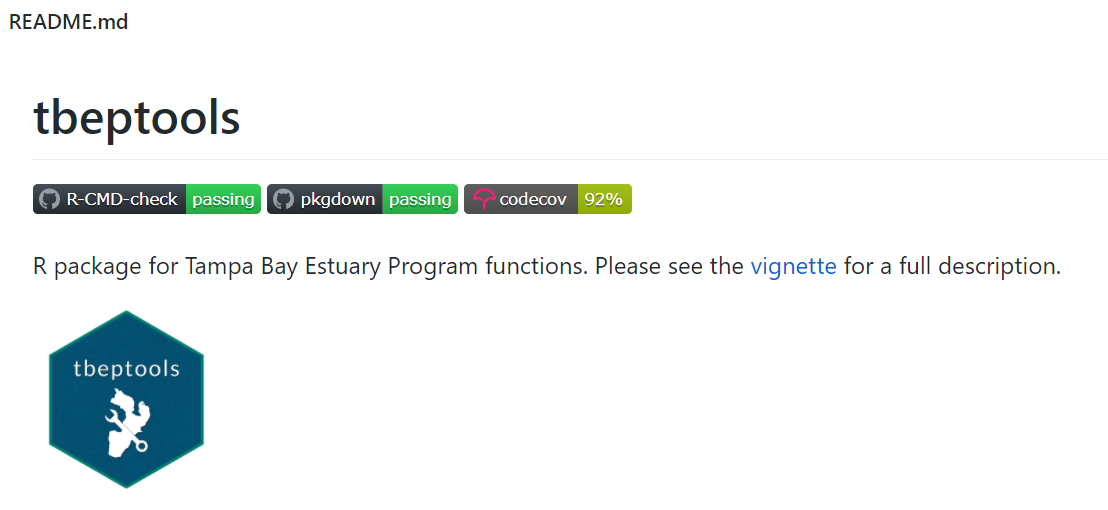 README.md
tbeptools
R-CMD-check passing pkgdown passing codecov 92%
R package for Tampa Bay Estuary Program functions. Please see the vignette for a full description.
tbeptools